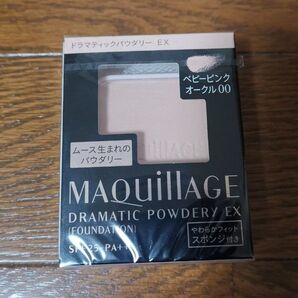 ドラマティックパウダリー EX
ベビーピンク
オークル00
ムース生まれの
パウダリー
MAQuillAGE
DRAMATIC POWDERY EX
[FOUNDATION]
やわらかフィット
スポンジ付き
SPF25・PA++